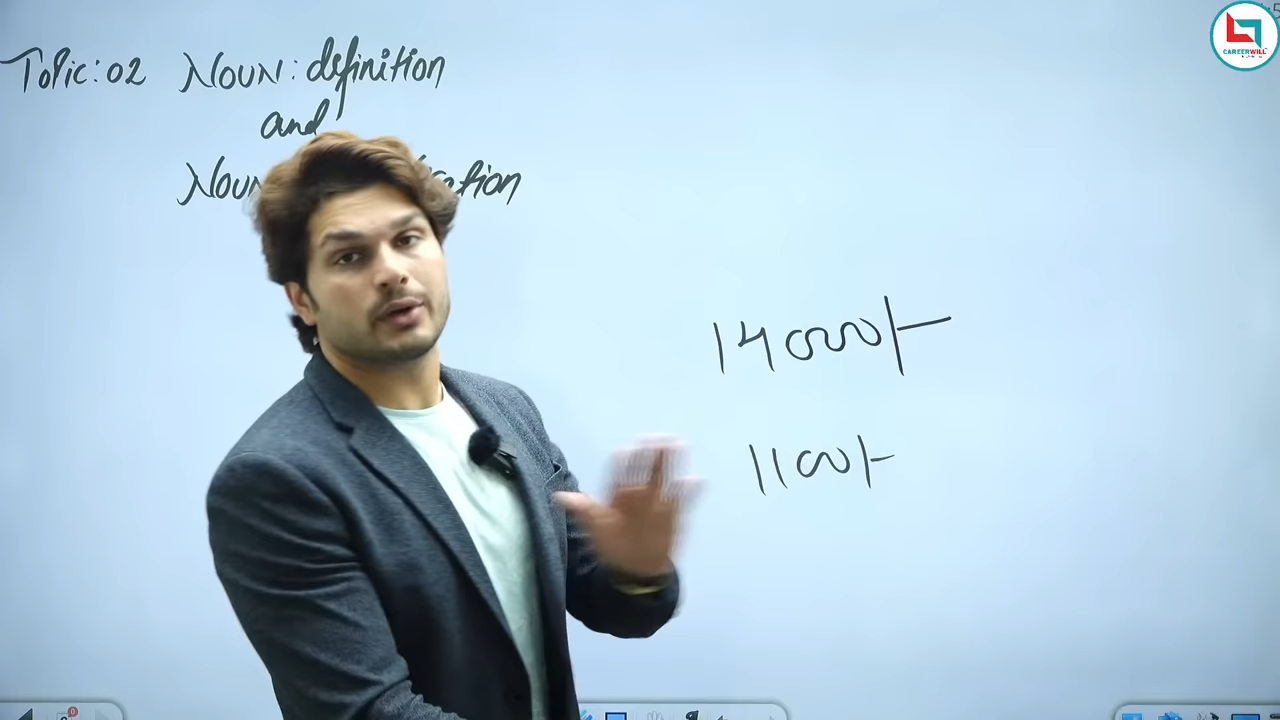 Topic: 02 Noun: definition
and
Noun
14000/-
1100/-
CAREERWILL